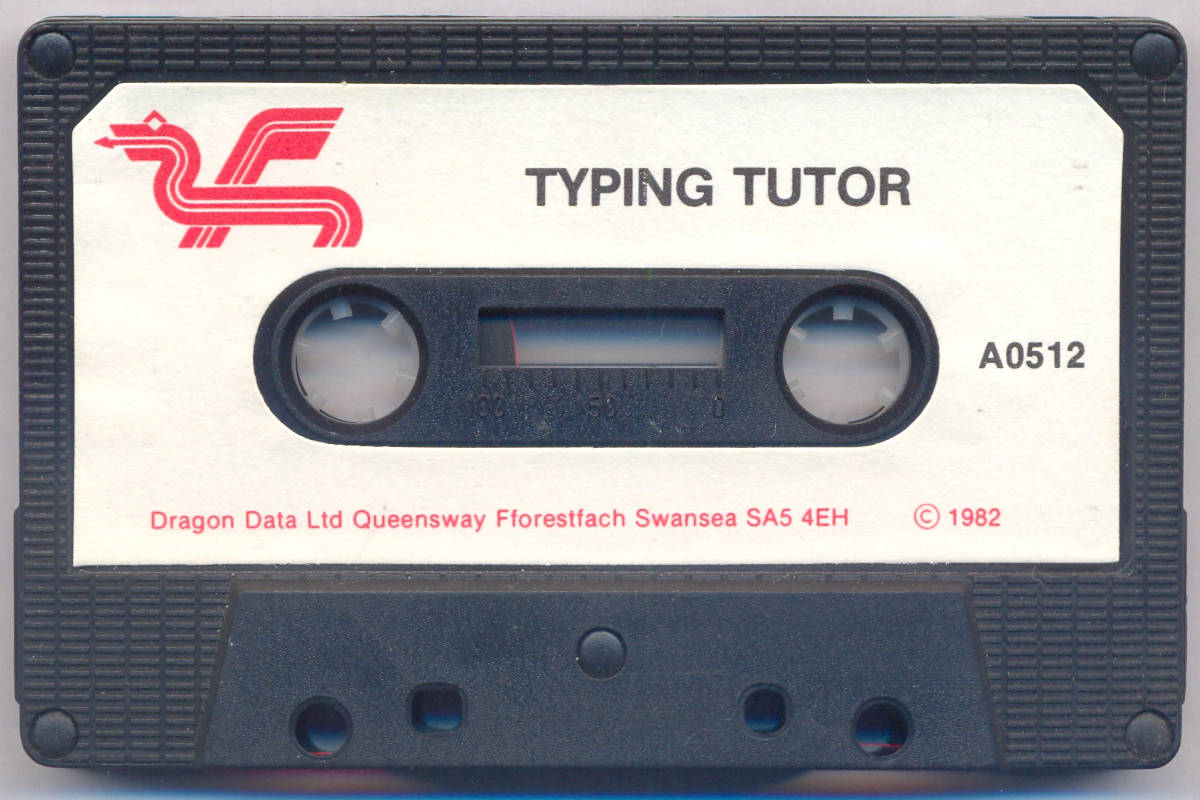 TYPING TUTOR
A0512
100 50 0
Dragon Data Ltd Queensway Fforestfach Swansea SA5 4EH © 1982